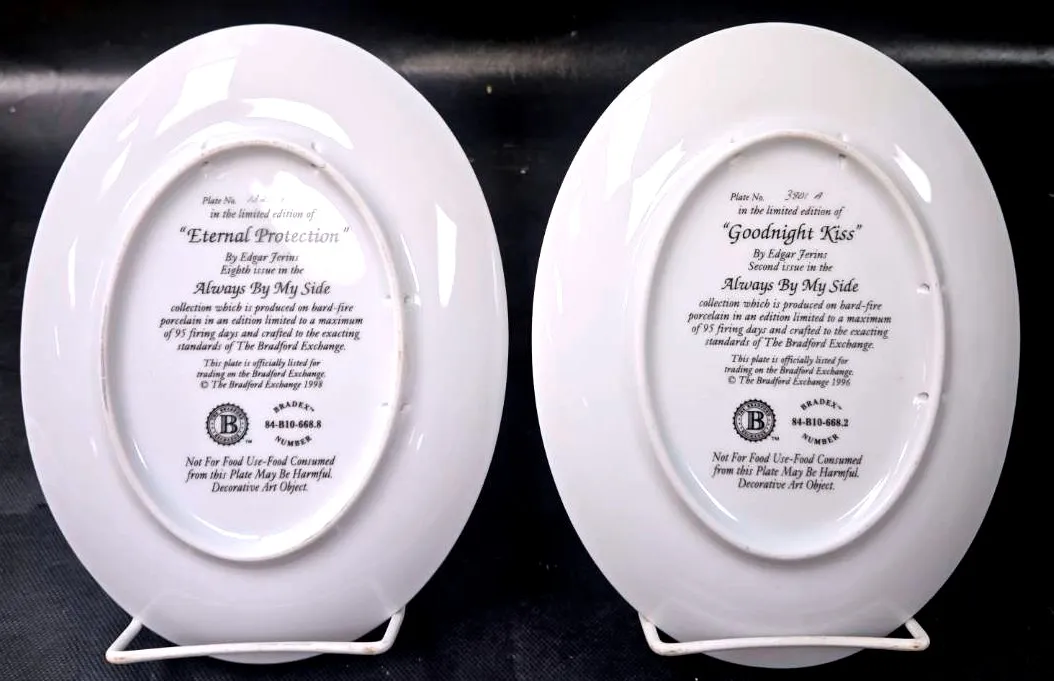 Plate No.
in the limited edition of
"Eternal Protection"
By Edgar Jerins
Eighth issue in the
Always By My Side
collection which is produced on hard-fire
porcelain in an edition limited to a maximum
of 95 firing days and crafted to the exacting
standards of The Bradford Exchange.
This plate is officially listed for
trading on the Bradford Exchange.
© The Bradford Exchange 1998
B
TM
BRADEX™
84-B10-668.8
NUMBER
Not For Food Use-Food Consumed
from this Plate May Be Harmful.
Decorative Art Object.
Plate No. 3801 A
in the limited edition of
"Goodnight Kiss"
By Edgar Jerins
Second issue in the
Always By My Side
collection which is produced on hard-fire
porcelain in an edition limited to a maximum
of 95 firing days and crafted to the exacting
standards of The Bradford Exchange.
This plate is officially listed for
trading on the Bradford Exchange.
© The Bradford Exchange 1996
B
TM
BRADEX™
84-B10-668.2
NUMBER
Not For Food Use-Food Consumed
from this Plate May Be Harmful.
Decorative Art Object.